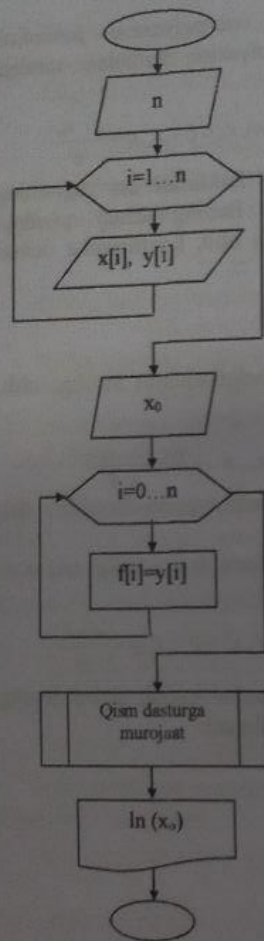 n
i=1...n
x[i], y[i]
x₀
i=0...n
f[i]=y[i]
Qism dasturga
murojaat
ln (x₀)